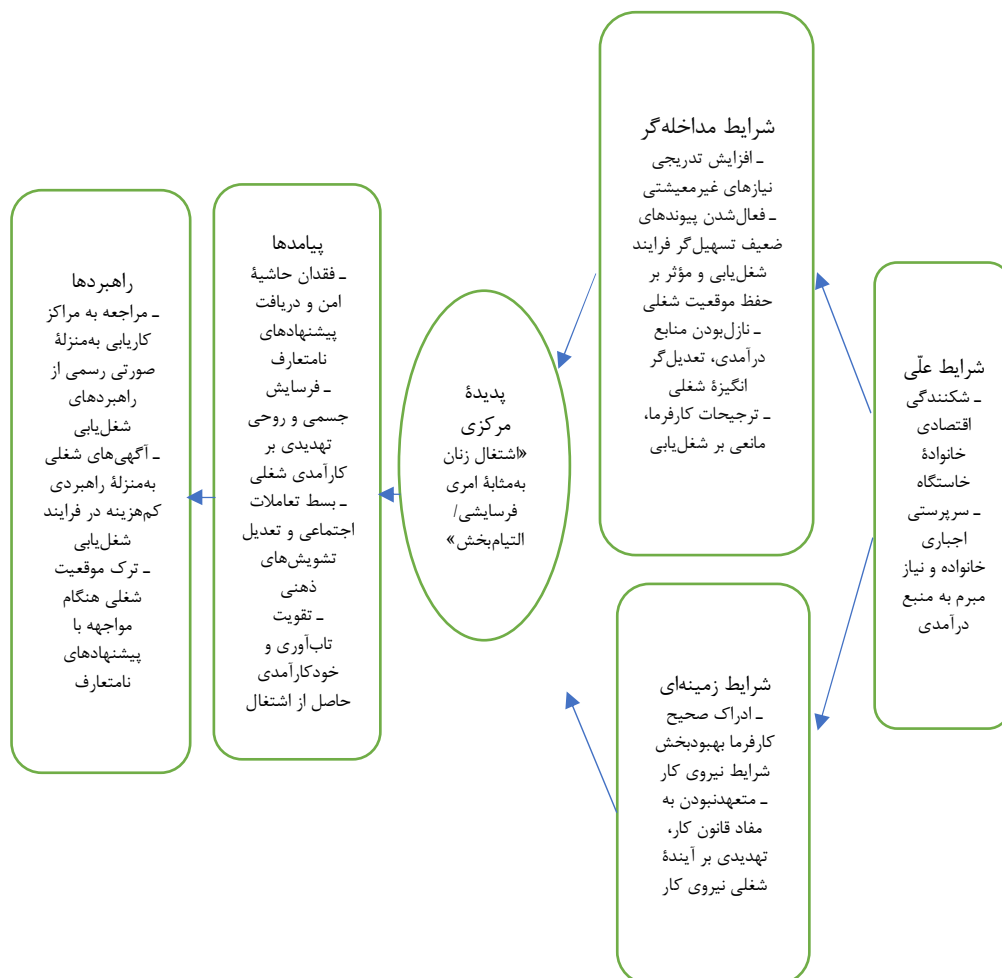 شرایط علّی
ـ شکنندگی
اقتصادی
خانوادهٔ
خاستگاه
ـ سرپرستی
اجباری
خانواده و نیاز
مبرم به منبع
درآمدی
شرایط مداخله‌گر
ـ افزایش تدریجی
نیازهای غیرمعیشتی
ـ فعال‌شدن پیوندهای
ضعیف تسهیل‌گر فرایند
شغل‌یابی و مؤثر بر
حفظ موقعیت شغلی
ـ نازل‌بودن منابع
درآمدی، تعدیل‌گر
انگیزهٔ شغلی
ـ ترجیحات کارفرما،
مانعی بر شغل‌یابی
شرایط زمینه‌ای
ـ ادراک صحیح
کارفرما بهبودبخش
شرایط نیروی کار
ـ متعهدنبودن به
مفاد قانون کار،
تهدیدی بر آیندهٔ
شغلی نیروی کار
پدیدهٔ
مرکزی
«اشتغال زنان
به‌مثابهٔ امری
فرسایشی/
التیام‌بخش»
پیامدها
ـ فقدان حاشیهٔ
امن و دریافت
پیشنهادهای
نامتعارف
ـ فرسایش
جسمی و روحی
تهدیدی بر
کارآمدی شغلی
ـ بسط تعاملات
اجتماعی و تعدیل
تشویش‌های
ذهنی
ـ تقویت
تاب‌آوری و
خودکارآمدی
حاصل از اشتغال
راهبردها
ـ مراجعه به مراکز
کاریابی به‌منزلهٔ
صورتی رسمی از
راهبردهای
شغل‌یابی
ـ آگهی‌های شغلی
به‌منزلهٔ راهبردی
کم‌هزینه در فرایند
شغل‌یابی
ـ ترک موقعیت
شغلی هنگام
مواجهه با
پیشنهادهای
نامتعارف